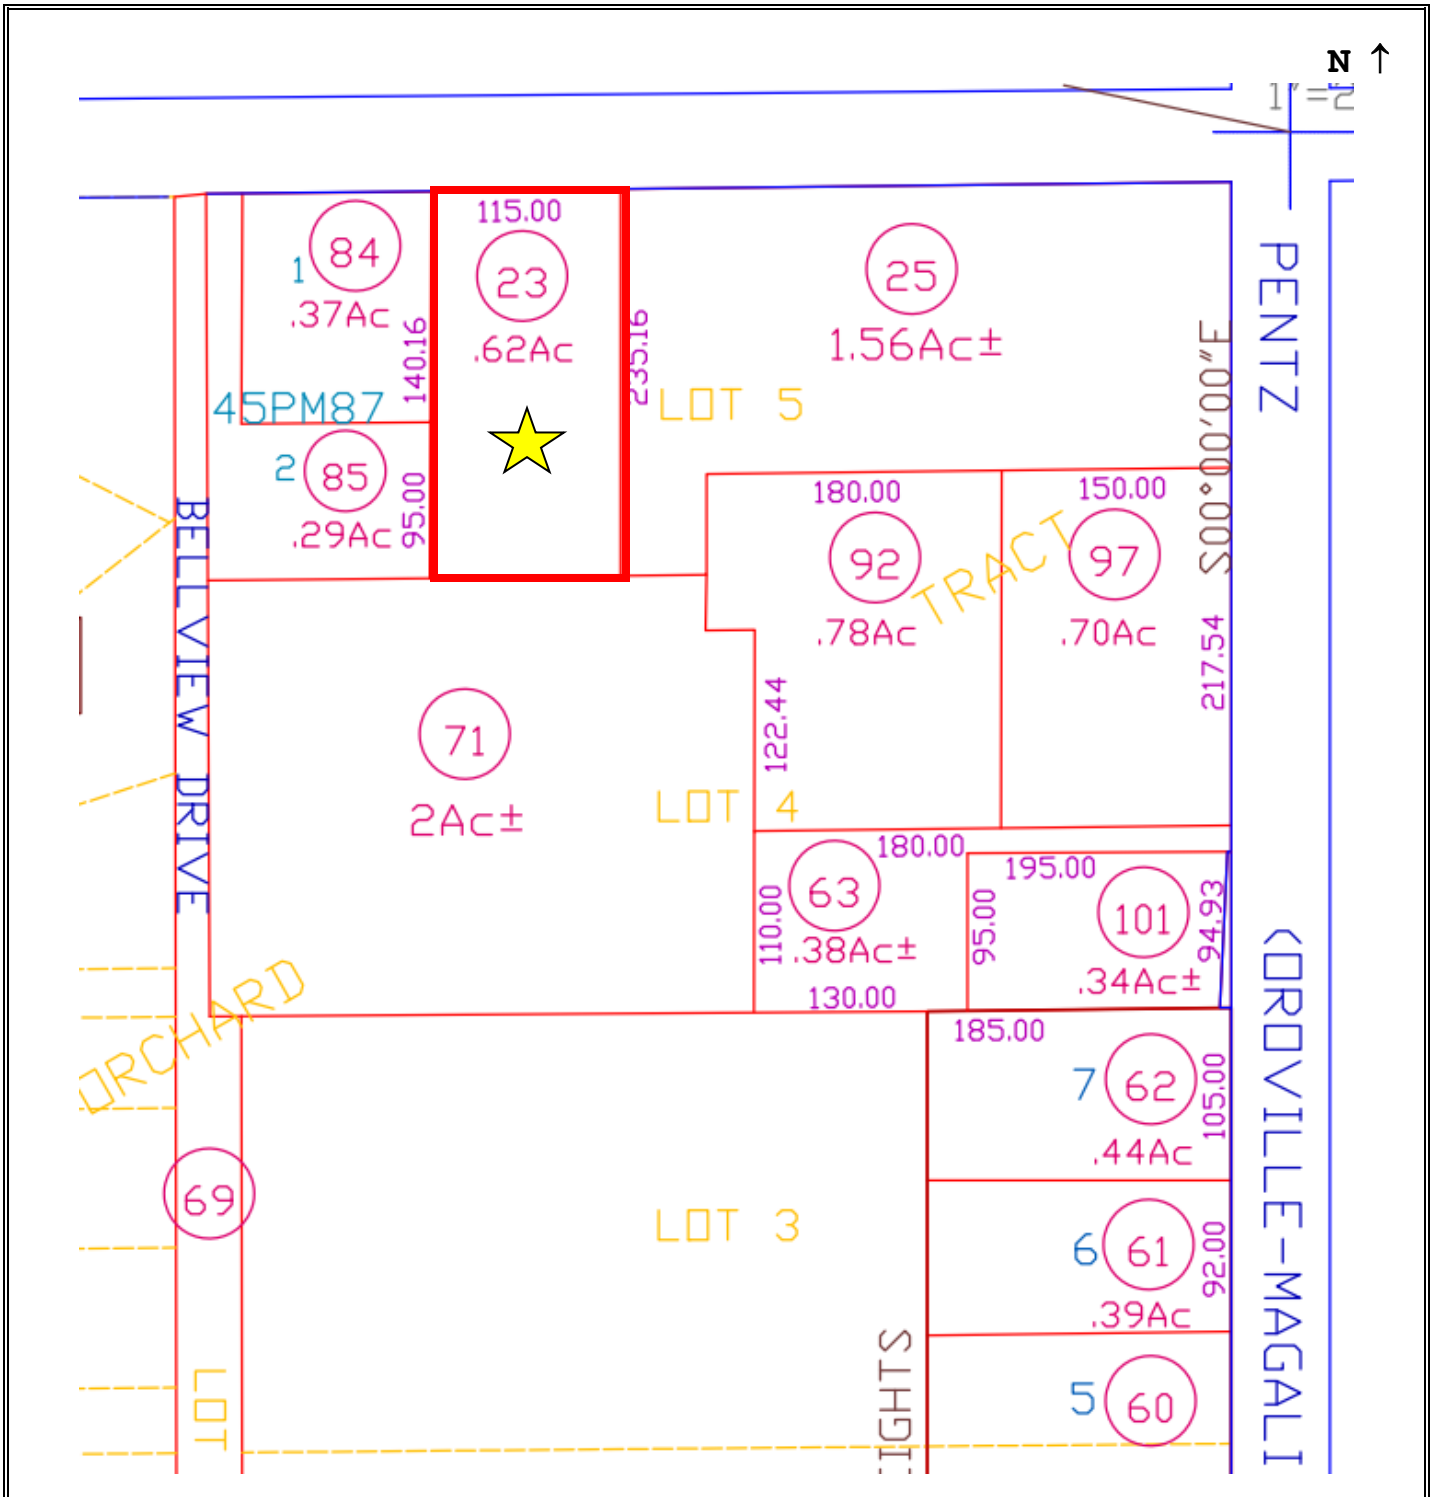 N ↑
1"=2
115.00
84
1
.37Ac
140.16
23
.62Ac
235.16
25
1.56Ac±
LOT 5
45PM87
2
85
.29Ac
95.00
180.00
92
.78Ac
150.00
97
.70Ac
TRACT
S00°00'00"E
217.54
PENTZ
BELLVIEW DRIVE
71
2Ac±
122.44
LOT 4
180.00
63
110.00
.38Ac±
130.00
195.00
95.00
101
94.93
.34Ac±
ORCHARD
185.00
7
62
105.00
.44Ac
69
LOT 3
6
61
92.00
.39Ac
5
60
LOT
EIGHTS
(OROVILLE-MAGALI